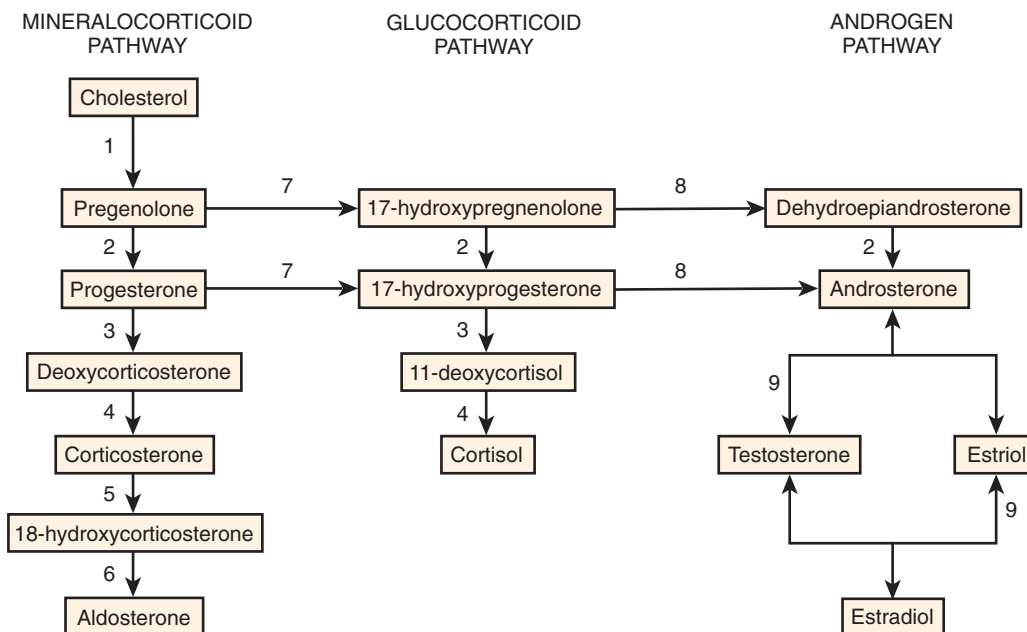 MINERALOCORTICOID
PATHWAY
GLUCOCORTICOID
PATHWAY
ANDROGEN
PATHWAY
Cholesterol
1
7
8
Pregenolone
17-hydroxypregnenolone
Dehydroepiandrosterone
2
2
2
7
8
Progesterone
17-hydroxyprogesterone
Androsterone
3
3
Deoxycorticosterone
11-deoxycortisol
9
4
4
Corticosterone
Cortisol
Testosterone
Estriol
5
9
18-hydroxycorticosterone
6
Aldosterone
Estradiol